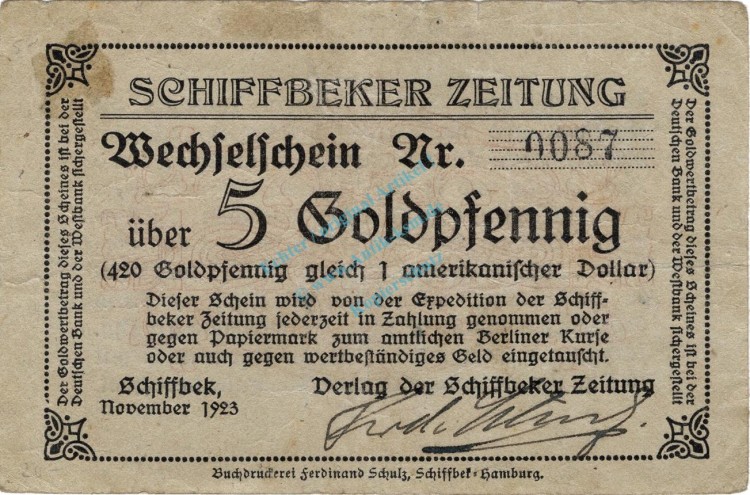 SCHIFFBEKER ZEITUNG
Wechselschein Nr. 0087
über 5 Goldpfennig
(420 Goldpfennig gleich 1 amerikanischer Dollar)
Dieser Schein wird von der Expedition der Schiff-
beker Zeitung jederzeit in Zahlung genommen oder
gegen Papiermark zum amtlichen Berliner Kurse
oder auch gegen wertbeständiges Geld eingetauscht.
Schiffbek,
November 1923
Verlag der Schiffbeker Zeitung
Buchdruckerei Ferdinand Schulz, Schiffbek-Hamburg.
Der Goldwertbetrag dieses Scheines ist bei der
Deutschen Bank und der Westbank sichergestellt
Der Goldwertbetrag dieses Scheines ist bei der
Deutschen Bank und der Westbank sichergestellt